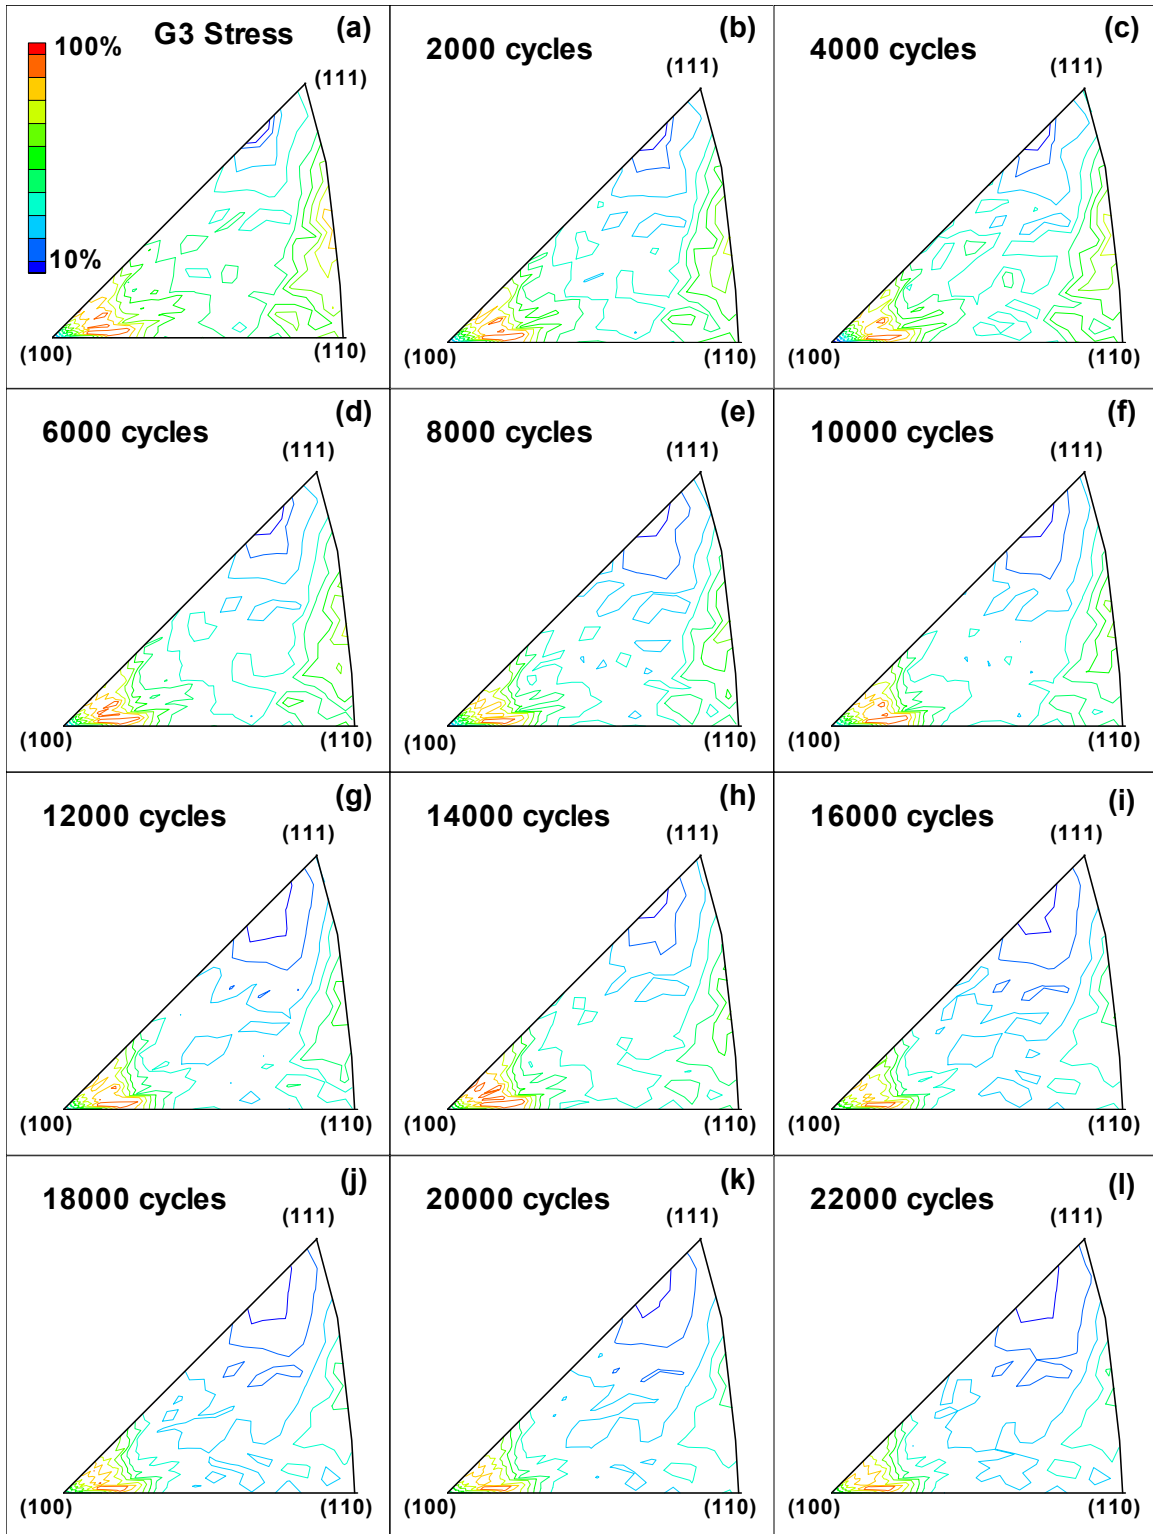 G3 Stress
(a)
100%
10%
(111)
(100)
(110)
2000 cycles
(b)
(111)
(100)
(110)
4000 cycles
(c)
(111)
(100)
(110)
6000 cycles
(d)
(111)
(100)
(110)
8000 cycles
(e)
(111)
(100)
(110)
10000 cycles
(f)
(111)
(100)
(110)
12000 cycles
(g)
(111)
(100)
(110)
14000 cycles
(h)
(111)
(100)
(110)
16000 cycles
(i)
(111)
(100)
(110)
18000 cycles
(j)
(111)
(100)
(110)
20000 cycles
(k)
(111)
(100)
(110)
22000 cycles
(l)
(111)
(100)
(110)